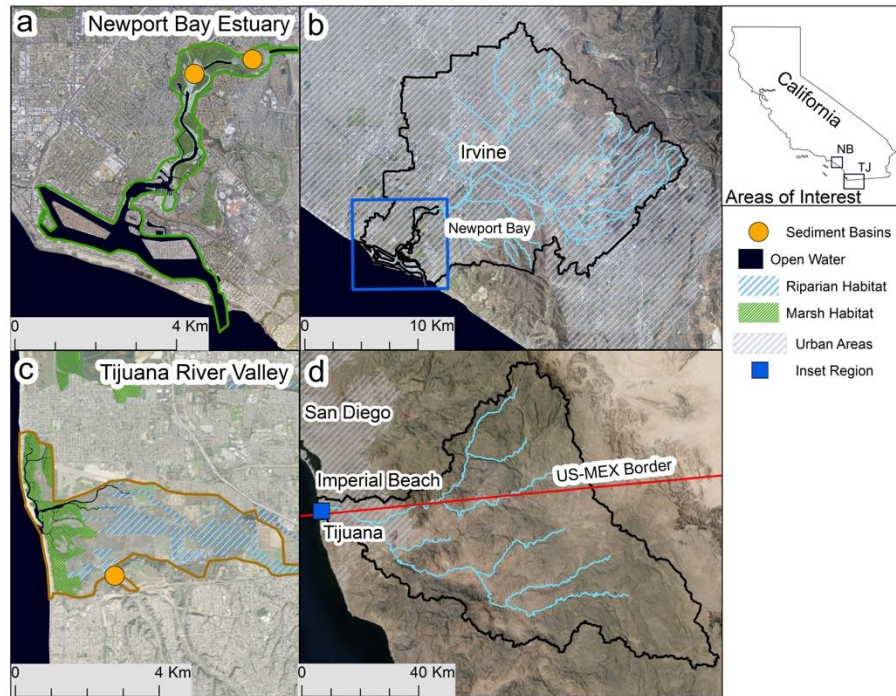 a
Newport Bay Estuary
0
4 Km
b
Irvine
Newport Bay
0
10 Km
California
NB
TJ
Areas of Interest
Sediment Basins
Open Water
Riparian Habitat
Marsh Habitat
Urban Areas
Inset Region
c
Tijuana River Valley
0
4 Km
d
San Diego
Imperial Beach
US-MEX Border
Tijuana
0
40 Km